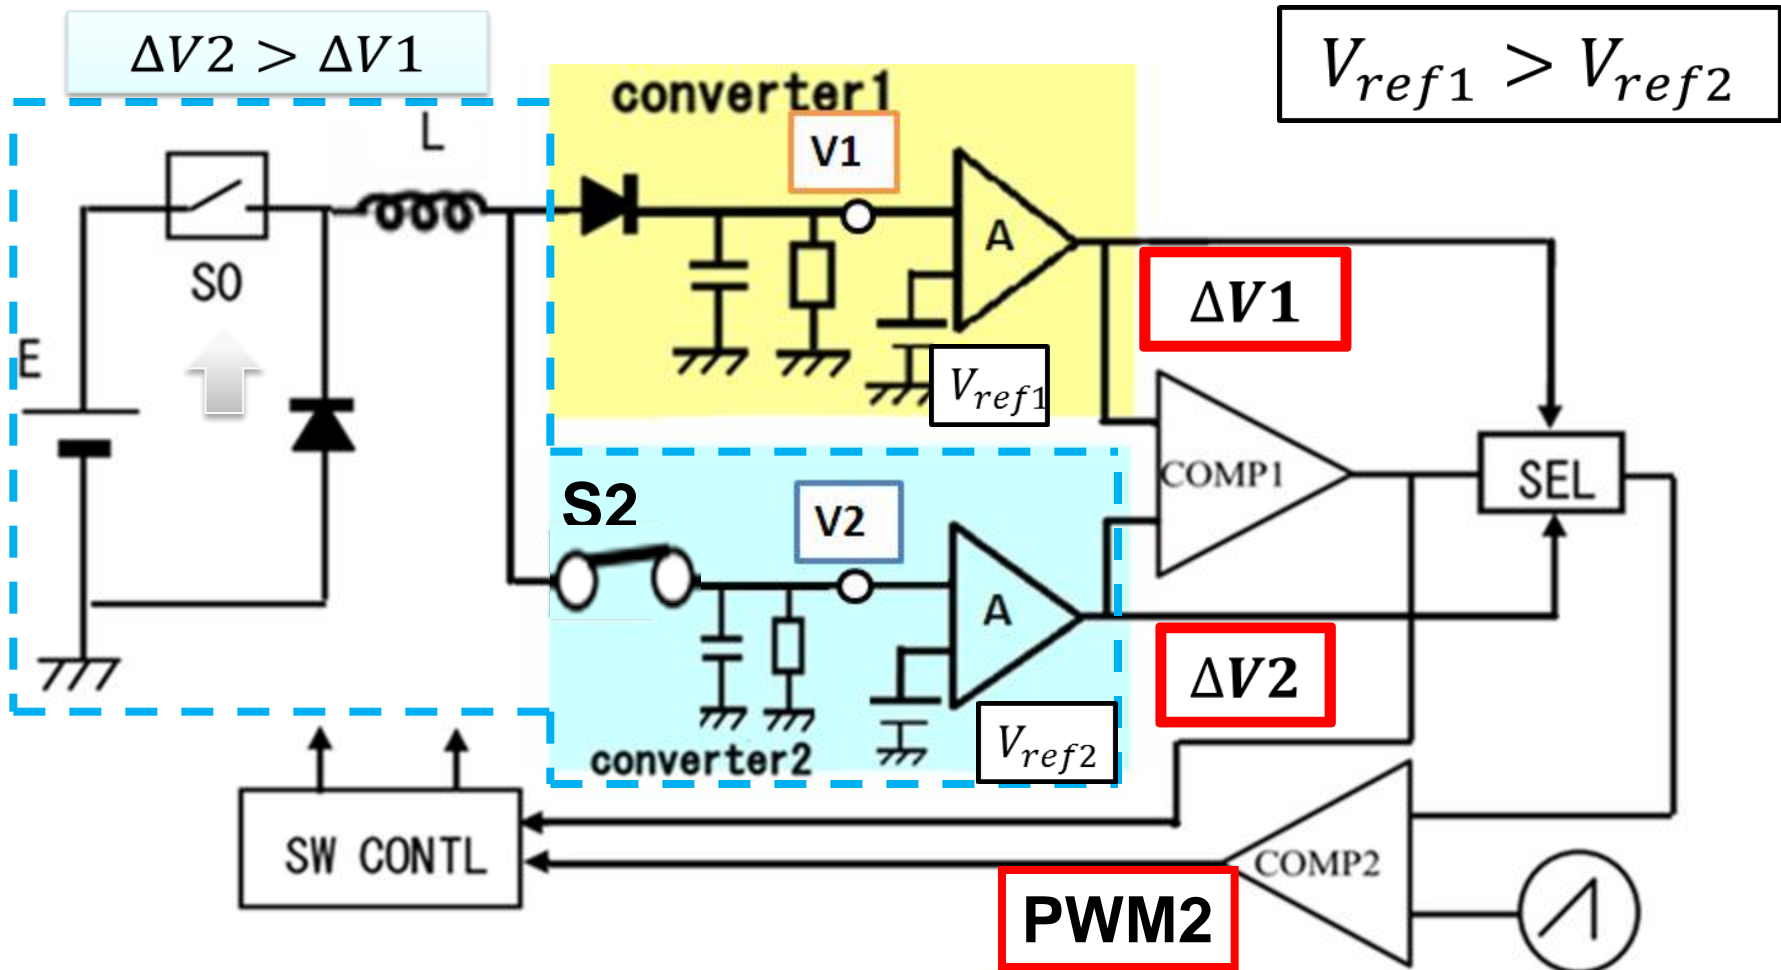 ΔV2 > ΔV1
V_ref1 > V_ref2
converter1
L
V1
A
S0
ΔV1
E
V_ref1
COMP1
SEL
S2
V2
A
ΔV2
V_ref2
converter2
SW CONTL
COMP2
PWM2